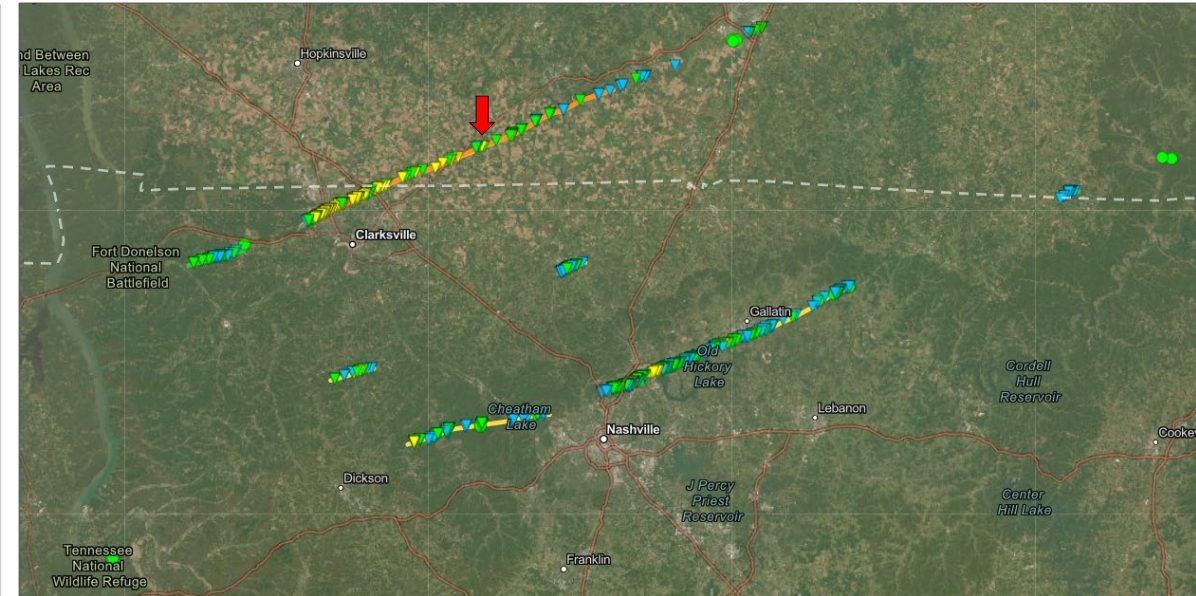 nd Between
Lakes Rec
Area
Hopkinsville
Clarksville
Fort Donelson
National
Battlefield
Gallatin
Old
Hickory
Lake
Cordell
Hull
Reservoir
Cheatham
Lake
Lebanon
Nashville
Cookev
Dickson
J Percy
Priest
Reservoir
Center
Hill Lake
Tennessee
National
Wildlife Refuge
Franklin